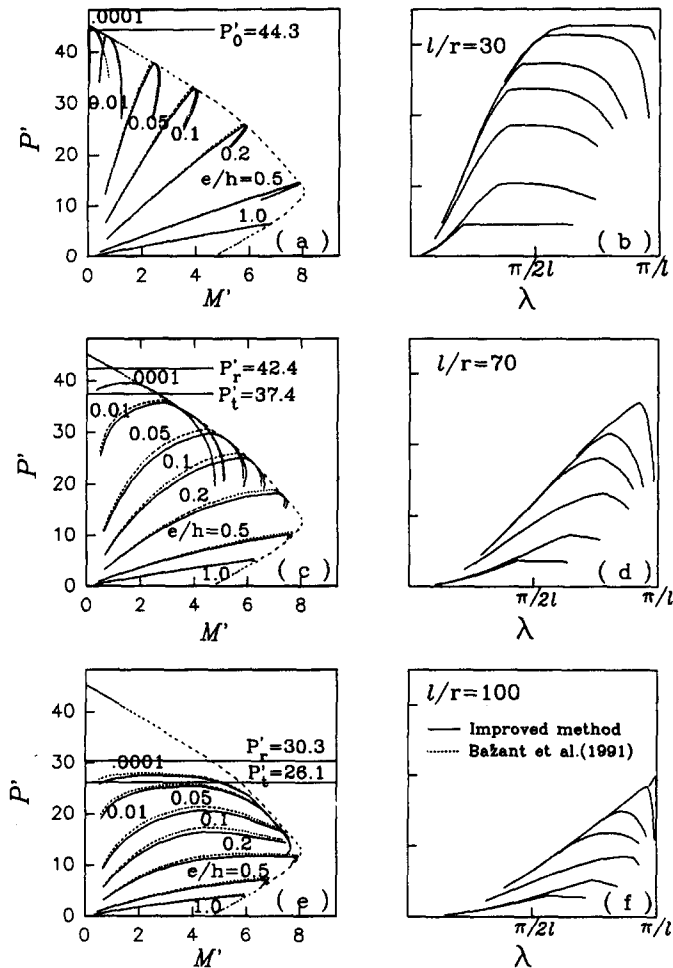 .0001
P'₀=44.3
0.01
0.05
0.1
0.2
e/h=0.5
1.0
( a )
40
30
20
10
0
P'
0 2 4 6 8
M'
l/r=30
( b )
π/2l
π/l
λ
.0001
P'ᵣ=42.4
P'ₜ=37.4
0.01
0.05
0.1
0.2
e/h=0.5
1.0
( c )
40
30
20
10
0
P'
0 2 4 6 8
M'
l/r=70
( d )
π/2l
π/l
λ
P'ᵣ=30.3
P'ₜ=26.1
.0001
0.01
0.05
0.1
0.2
e/h=0.5
1.0
( e )
40
30
20
10
0
P'
0 2 4 6 8
M'
l/r=100
Improved method
Bažant et al.(1991)
( f )
π/2l
π/l
λ